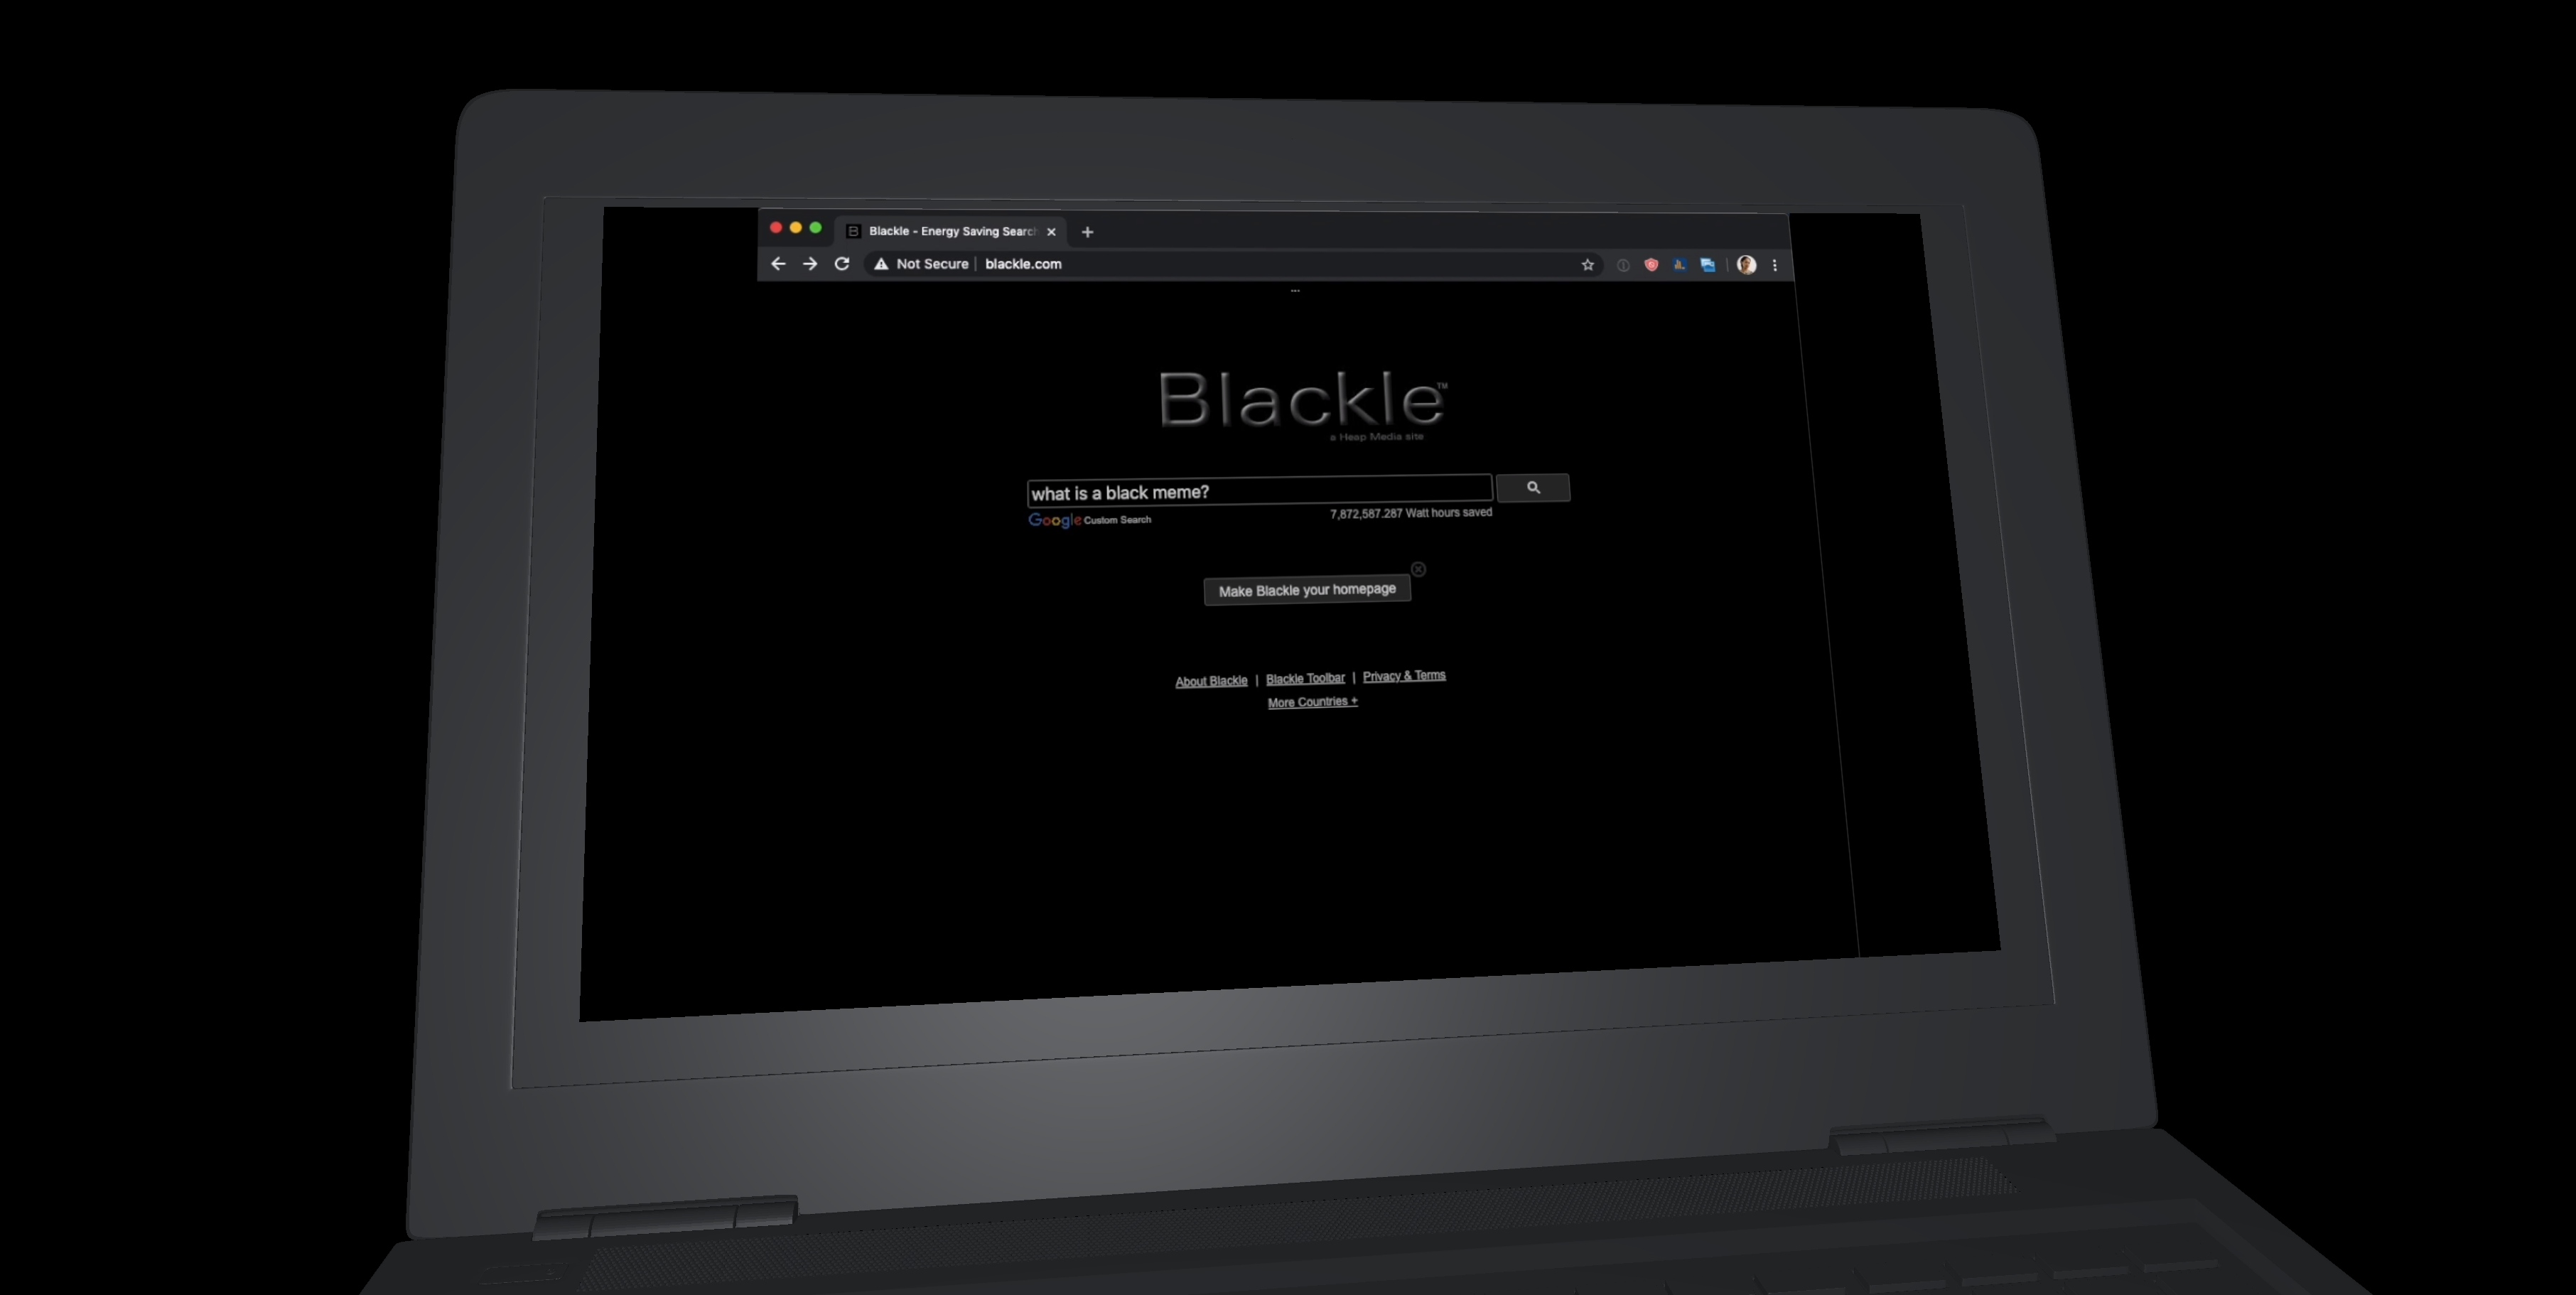 Blackle - Energy Saving Searc
Not Secure | blackle.com
Blackle™
a Heap Media site
what is a black meme?
Google Custom Search
7,872,587.287 Watt hours saved
Make Blackle your homepage
About Blackle | Blackle Toolbar | Privacy & Terms
More Countries +